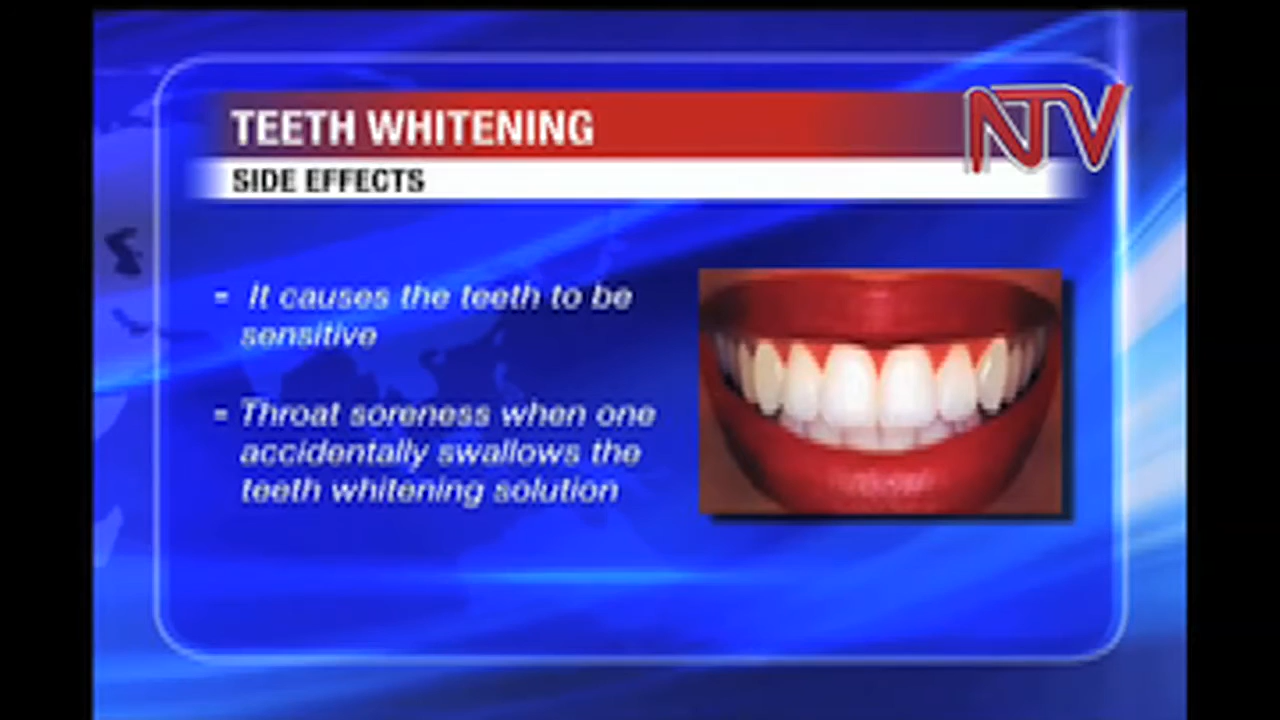 TEETH WHITENING
NTV
SIDE EFFECTS
= It causes the teeth to be
sensitive
= Throat soreness when one
accidentally swallows the
teeth whitening solution